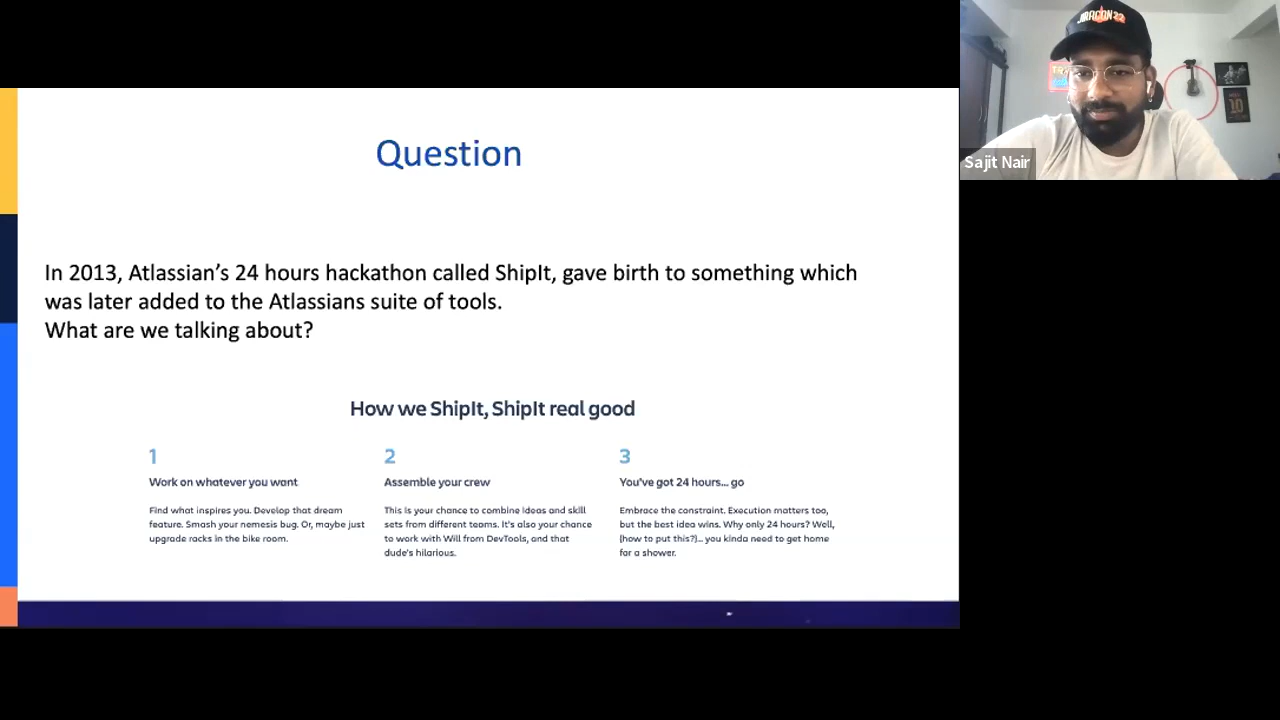 Question
In 2013, Atlassian’s 24 hours hackathon called ShipIt, gave birth to something which
was later added to the Atlassians suite of tools.
What are we talking about?
How we ShipIt, ShipIt real good
1
Work on whatever you want
Find what inspires you. Develop that dream
feature. Smash your nemesis bug. Or, maybe just
upgrade racks in the bike room.
2
Assemble your crew
This is your chance to combine ideas and skill
sets from different teams. It's also your chance
to work with Will from DevTools, and that
dude's hilarious.
3
You've got 24 hours... go
Embrace the constraint. Execution matters too,
but the best idea wins. Why only 24 hours? Well,
(how to put this?)... you kinda need to get home
for a shower.
JIRACON22
10
Sajit Nair